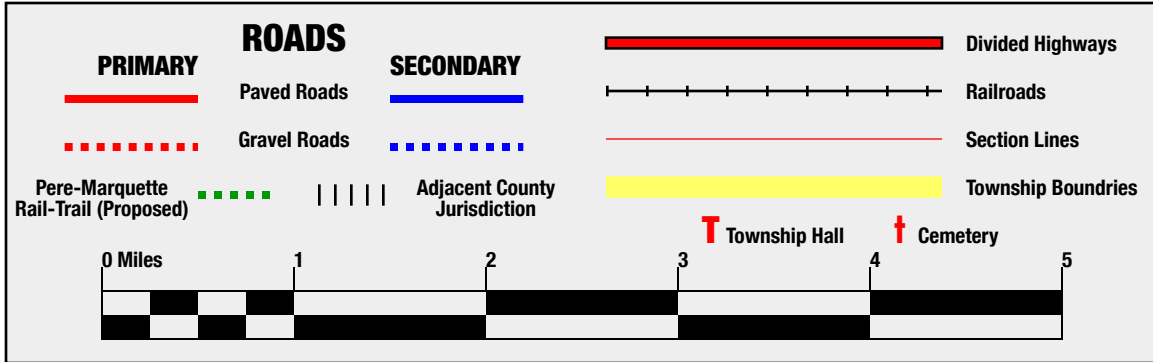 ROADS
PRIMARY
SECONDARY
Paved Roads
Gravel Roads
Pere-Marquette
Rail-Trail (Proposed)
Adjacent County
Jurisdiction
Divided Highways
Railroads
Section Lines
Township Boundries
Township Hall
Cemetery
0 Miles 1 2 3 4 5